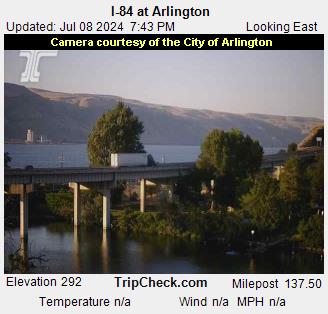 I-84 at Arlington
Updated: Jul 08 2024 7:43 PM Looking East
Camera courtesy of the City of Arlington
Elevation 292 TripCheck.com Milepost 137.50
Temperature n/a Wind n/a MPH n/a